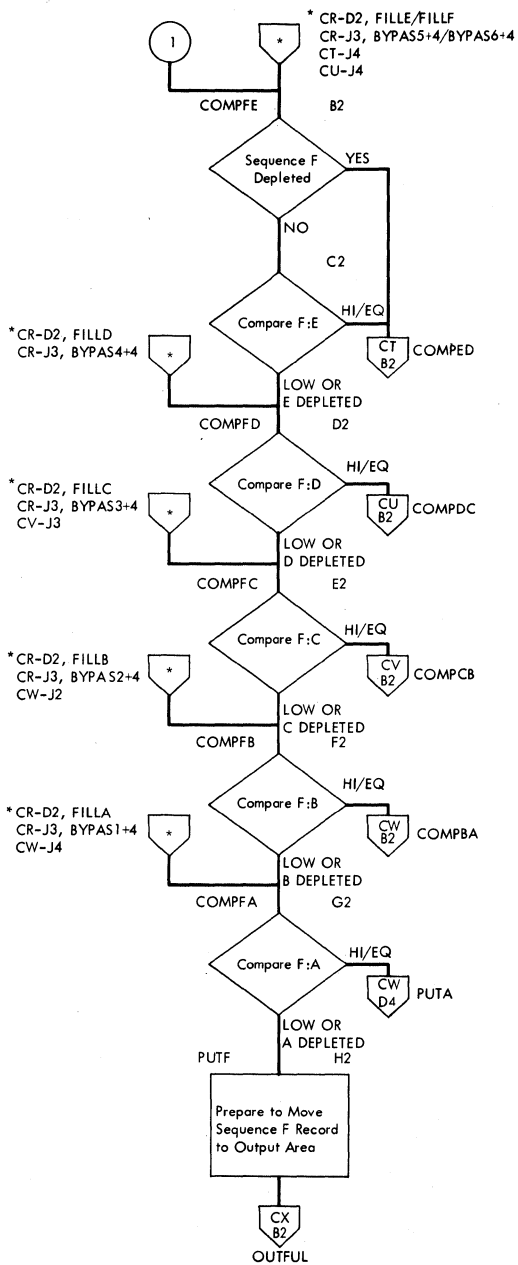 * CR-D2, FILLE/FILLF
CR-J3, BYPAS5+4/BYPAS6+4
CT-J4
CU-J4
1
*
COMPFE
B2
Sequence F
Depleted
YES
NO
C2
Compare F:E
HI/EQ
CT
B2
COMPED
* CR-D2, FILLD
CR-J3, BYPAS4+4
*
LOW OR
E DEPLETED
COMPFD
D2
Compare F:D
HI/EQ
CU
B2
COMPDC
* CR-D2, FILLC
CR-J3, BYPAS3+4
CV-J3
*
LOW OR
D DEPLETED
COMPFC
E2
Compare F:C
HI/EQ
CV
B2
COMPCB
* CR-D2, FILLB
CR-J3, BYPAS2+4
CW-J2
*
LOW OR
C DEPLETED
COMPFB
F2
Compare F:B
HI/EQ
CW
B2
COMPBA
* CR-D2, FILLA
CR-J3, BYPAS1+4
CW-J4
*
LOW OR
B DEPLETED
COMPFA
G2
Compare F:A
HI/EQ
CW
D4
PUTA
LOW OR
A DEPLETED
PUTF
H2
Prepare to Move
Sequence F Record
to Output Area
CX
B2
OUTFUL